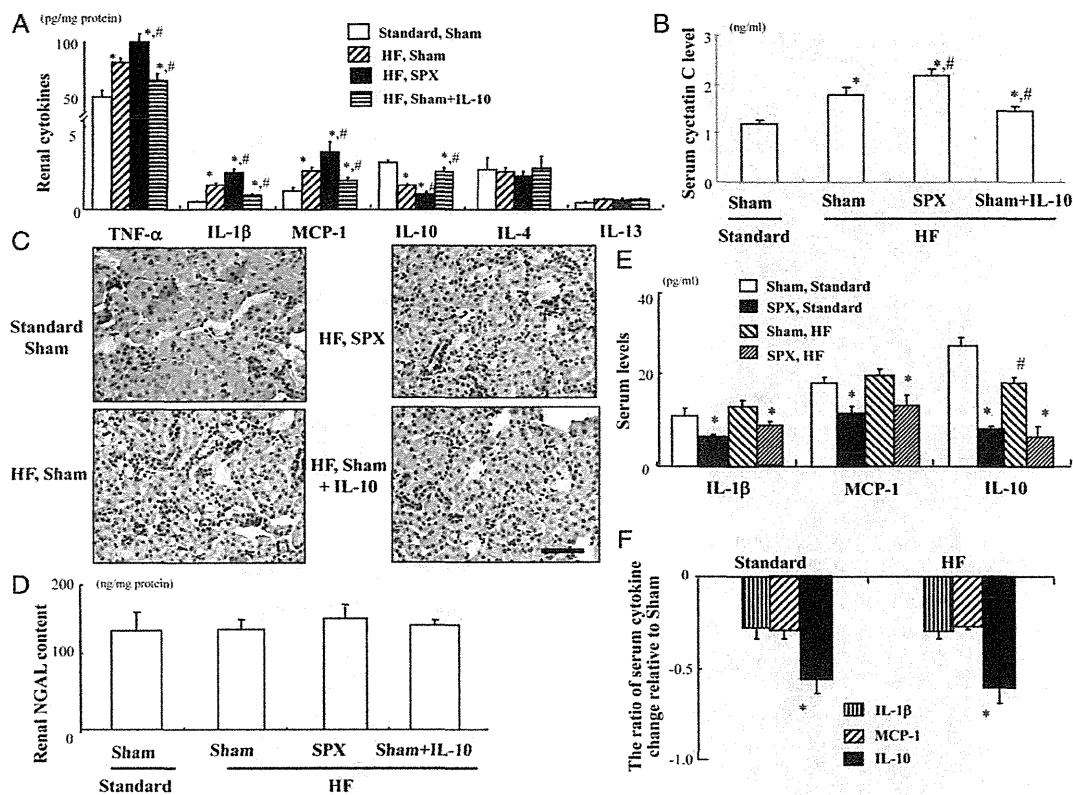 A
(pg/mg protein)
Renal cytokines
100
50
5
0
*
*,#
*,#
*
*,#
*,#
*
*,#
*,#
*
*,#
*,#
Standard, Sham
HF, Sham
HF, SPX
HF, Sham+IL-10
TNF-α IL-1β MCP-1 IL-10 IL-4 IL-13
B
(ng/ml)
Serum cyctatin C level
3
2
1
0
*
*,#
*,#
Sham Sham SPX Sham+IL-10
Standard HF
C
Standard
Sham
HF, SPX
HF, Sham
HF, Sham
+ IL-10
D
(ng/mg protein)
Renal NGAL content
200
100
0
Sham Sham SPX Sham+IL-10
Standard HF
E
(pg/ml)
Serum levels
40
20
0
Sham, Standard
SPX, Standard
Sham, HF
SPX, HF
*
*
*
*
*
#
*
IL-1β MCP-1 IL-10
F
Standard HF
The ratio of serum cytokine
change relative to Sham
0
-0.5
-1.0
*
*
IL-1β
MCP-1
IL-10